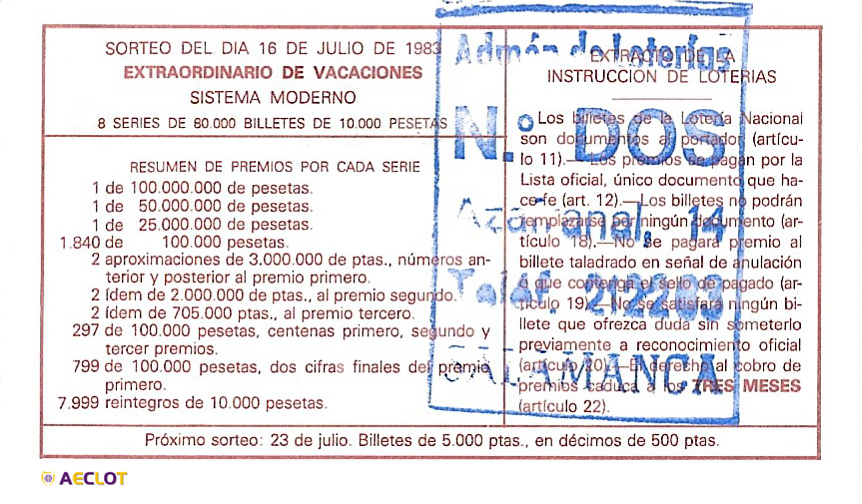 SORTEO DEL DIA 16 DE JULIO DE 1983
EXTRAORDINARIO DE VACACIONES
SISTEMA MODERNO
8 SERIES DE 80.000 BILLETES DE 10.000 PESETAS
RESUMEN DE PREMIOS POR CADA SERIE
1 de 100.000.000 de pesetas.
1 de 50.000.000 de pesetas.
1 de 25.000.000 de pesetas.
1.840 de 100.000 pesetas.
2 aproximaciones de 3.000.000 de ptas., números an-
terior y posterior al premio primero.
2 ídem de 2.000.000 de ptas., al premio segundo.
2 ídem de 705.000 ptas., al premio tercero.
297 de 100.000 pesetas, centenas primero, segundo y
tercer premios.
799 de 100.000 pesetas, dos cifras finales del premio
primero.
7.999 reintegros de 10.000 pesetas.
EXTRACTO DE LA
INSTRUCCION DE LOTERIAS
Los billetes de la Lotería Nacional
son documentos al portador (artícu-
lo 11).—Los premios se pagan por la
Lista oficial, único documento que ha-
ce fe (art. 12).—Los billetes no podrán
reemplazarse por ningún documento (ar-
tículo 18).—No se pagará premio al
billete taladrado en señal de anulación
o que contenga el sello de pagado (ar-
tículo 19).—No se satisfará ningún bi-
llete que ofrezca duda sin someterlo
previamente a reconocimiento oficial
(artículo 20).—El derecho al cobro de
premios caduca a los TRES MESES
(artículo 22).
Admón de Loterías
N.º DOS
Azafranal, 14
Teléf. 212203
SALAMANCA
Próximo sorteo: 23 de julio. Billetes de 5.000 ptas., en décimos de 500 ptas.
AECLOT